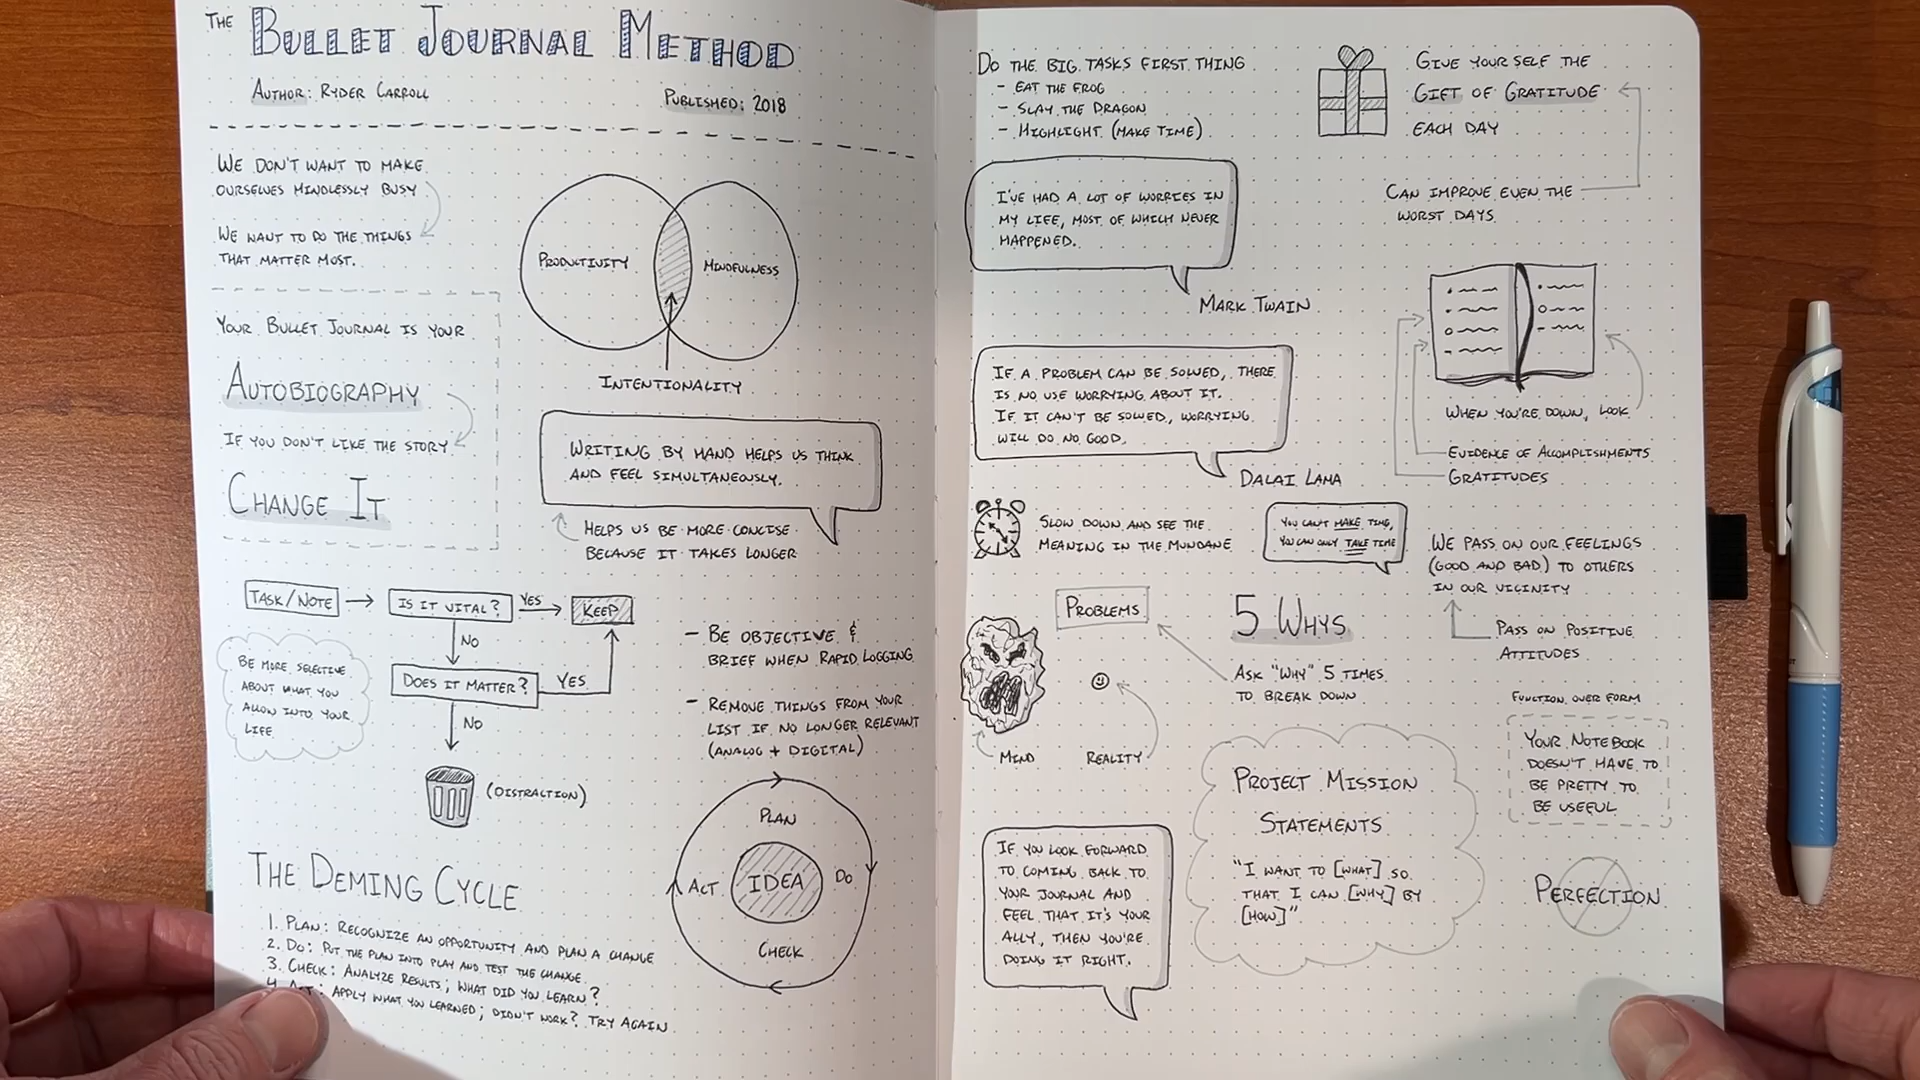 THE BULLET JOURNAL METHOD
AUTHOR: RYDER CARROLL
PUBLISHED: 2018
WE DON'T WANT TO MAKE
OURSELVES MINDLESSLY BUSY
WE WANT TO DO THE THINGS
THAT MATTER MOST.
PRODUCTIVITY
MINDFULNESS
INTENTIONALITY
YOUR BULLET JOURNAL IS YOUR
AUTOBIOGRAPHY
IF YOU DON'T LIKE THE STORY
CHANGE IT
WRITING BY HAND HELPS US THINK
AND FEEL SIMULTANEOUSLY.
HELPS US BE MORE CONCISE
BECAUSE IT TAKES LONGER
TASK/NOTE
IS IT VITAL?
YES
KEEP
NO
DOES IT MATTER?
YES
NO
(DISTRACTION)
BE MORE SELECTIVE
ABOUT WHAT YOU
ALLOW INTO YOUR
LIFE.
- BE OBJECTIVE &
BRIEF WHEN RAPID LOGGING
- REMOVE THINGS FROM YOUR
LIST IF NO LONGER RELEVANT
(ANALOG + DIGITAL)
THE DEMING CYCLE
1. PLAN: RECOGNIZE AN OPPORTUNITY AND PLAN A CHANGE
2. DO: PUT THE PLAN INTO PLAY AND TEST THE CHANGE
3. CHECK: ANALYZE RESULTS; WHAT DID YOU LEARN?
4. ACT: APPLY WHAT YOU LEARNED; DIDN'T WORK? TRY AGAIN
PLAN
DO
CHECK
ACT
IDEA
DO THE BIG TASKS FIRST THING
- EAT THE FROG
- SLAY THE DRAGON
- HIGHLIGHT (MAKE TIME)
GIVE YOUR SELF THE
GIFT OF GRATITUDE
EACH DAY
CAN IMPROVE EVEN THE
WORST DAYS
I'VE HAD A LOT OF WORRIES IN
MY LIFE, MOST OF WHICH NEVER
HAPPENED.
MARK TWAIN
IF A PROBLEM CAN BE SOLVED, THERE
IS NO USE WORRYING ABOUT IT.
IF IT CAN'T BE SOLVED, WORRYING
WILL DO NO GOOD.
DALAI LAMA
WHEN YOU'RE DOWN, LOOK
EVIDENCE OF ACCOMPLISHMENTS
GRATITUDES
SLOW DOWN AND SEE THE
MEANING IN THE MUNDANE
YOU CAN'T MAKE TIME,
YOU CAN ONLY TAKE TIME
WE PASS ON OUR FEELINGS
(GOOD AND BAD) TO OTHERS
IN OUR VICINITY
PASS ON POSITIVE
ATTITUDES
PROBLEMS
MIND
REALITY
5 WHYS
ASK "WHY" 5 TIMES
TO BREAK DOWN
FUNCTION OVER FORM
YOUR NOTEBOOK
DOESN'T HAVE TO
BE PRETTY TO
BE USEFUL
PROJECT MISSION
STATEMENTS
"I WANT TO [WHAT] SO
THAT I CAN [WHY] BY
[HOW]"
IF YOU LOOK FORWARD
TO COMING BACK TO
YOUR JOURNAL AND
FEEL THAT IT'S YOUR
ALLY, THEN YOU'RE
DOING IT RIGHT.
PERFECTION